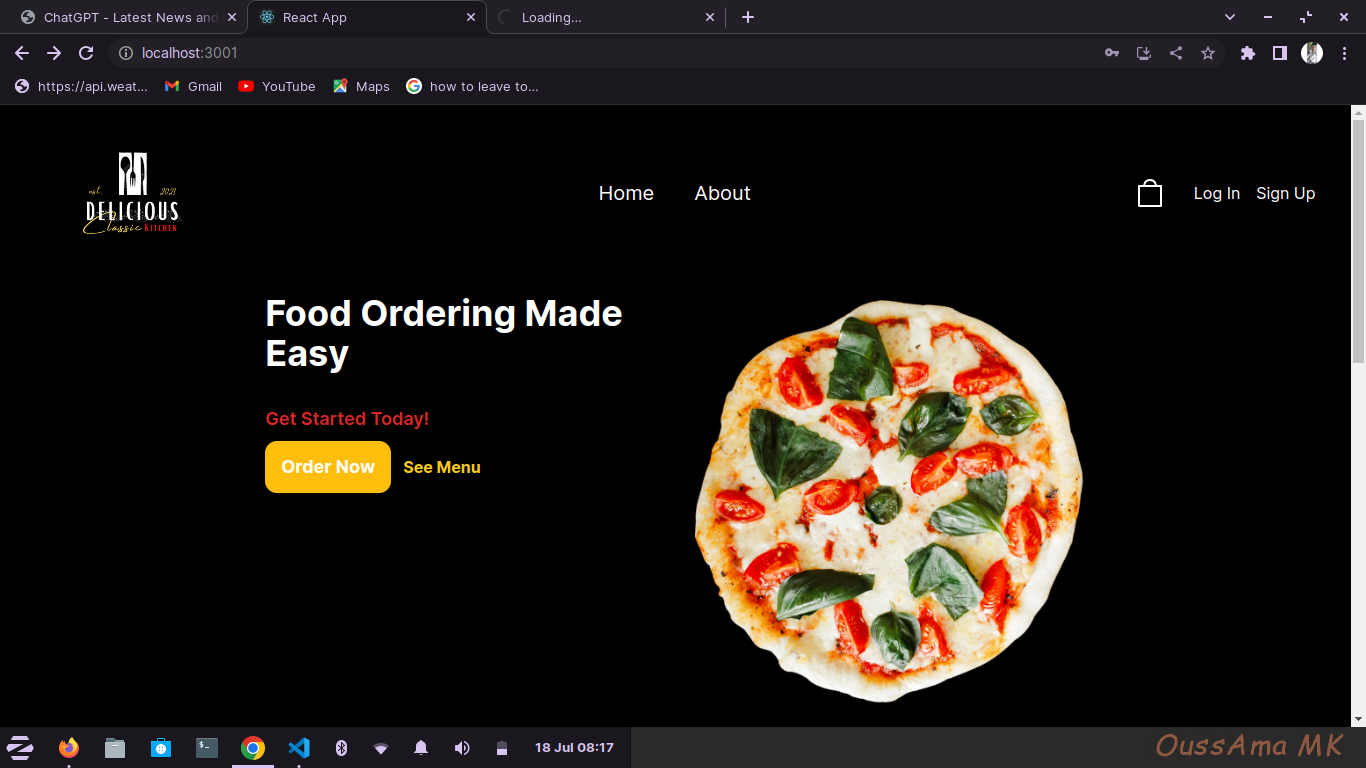 ChatGPT - Latest News and
React App
Loading...
localhost:3001
https://api.weat...
Gmail
YouTube
Maps
how to leave to...
est.
2021
DELICIOUS
Classic KITCHEN
Home
About
Log In
Sign Up
Food Ordering Made
Easy
Get Started Today!
Order Now
See Menu
18 Jul 08:17
OussAma MK